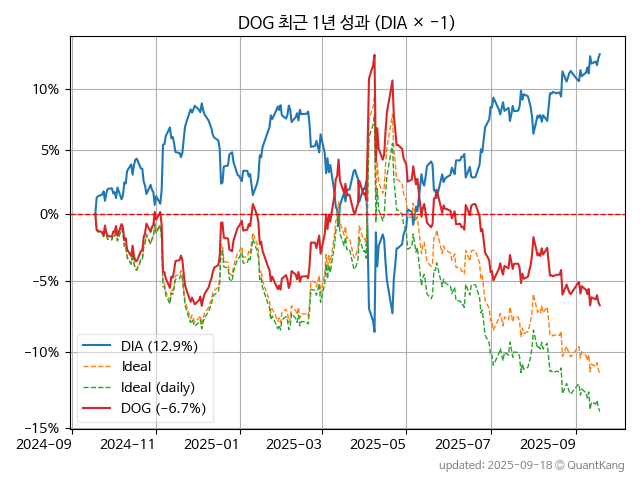 DOG 최근 1년 성과 (DIA × −1)
10%
5%
0%
−5%
−10%
−15%
DIA (12.9%)
Ideal
Ideal (daily)
DOG (−6.7%)
2024-09
2024-11
2025-01
2025-03
2025-05
2025-07
2025-09
updated: 2025-09-18 © QuantKang